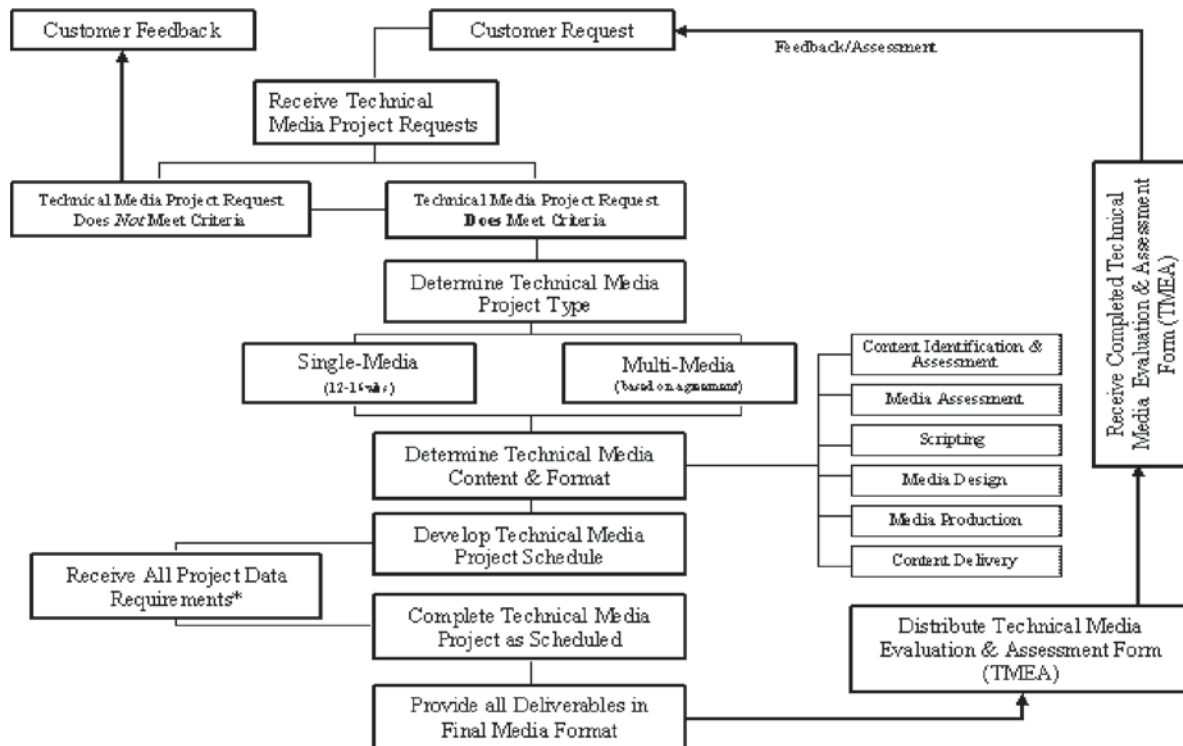 Customer Feedback
Customer Request
Feedback/Assessment
Receive Technical
Media Project Requests
Technical Media Project Request
Does Not Meet Criteria
Technical Media Project Request
Does Meet Criteria
Determine Technical Media
Project Type
Single-Media
(12-16 wks)
Multi-Media
(based on agreement)
Determine Technical Media
Content & Format
Content Identification &
Assessment
Media Assessment
Scripting
Media Design
Media Production
Content Delivery
Develop Technical Media
Project Schedule
Receive All Project Data
Requirements*
Complete Technical Media
Project as Scheduled
Provide all Deliverables in
Final Media Format
Distribute Technical Media
Evaluation & Assessment Form
(TMEA)
Receive Completed Technical
Media Evaluation & Assessment
Form (TMEA)